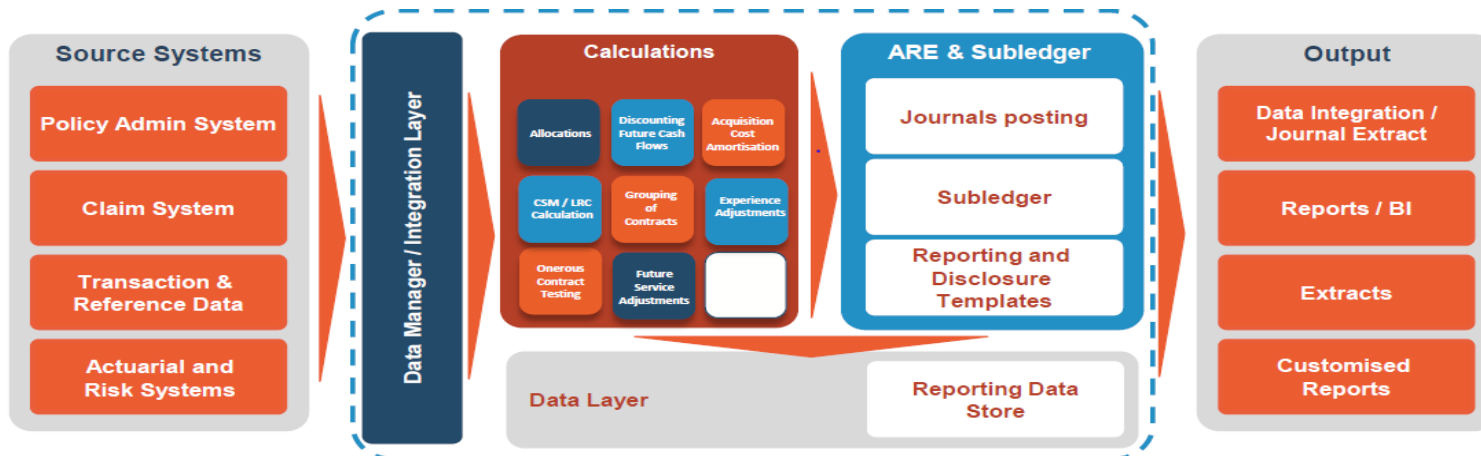 Source Systems
Policy Admin System
Claim System
Transaction &
Reference Data
Actuarial and
Risk Systems
Data Manager / Integration Layer
Calculations
Allocations
Discounting
Future Cash
Flows
Acquisition
Cost
Amortisation
CSM / LRC
Calculation
Grouping
of
Contracts
Experience
Adjustments
Onerous
Contract
Testing
Future
Service
Adjustments
ARE & Subledger
Journals posting
Subledger
Reporting and
Disclosure
Templates
Data Layer
Reporting Data
Store
Output
Data Integration /
Journal Extract
Reports / BI
Extracts
Customised
Reports